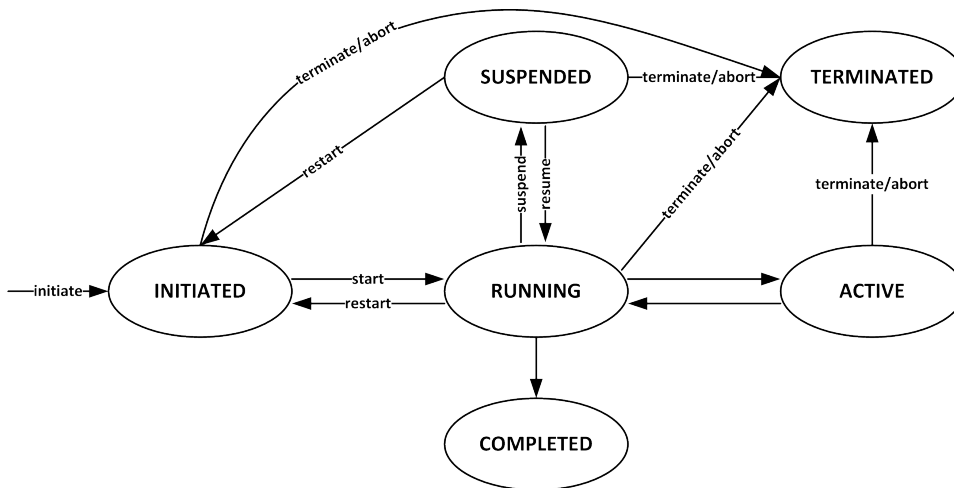 terminate/abort
SUSPENDED
terminate/abort
TERMINATED
restart
suspend
resume
terminate/abort
terminate/abort
initiate
INITIATED
start
restart
RUNNING
ACTIVE
COMPLETED